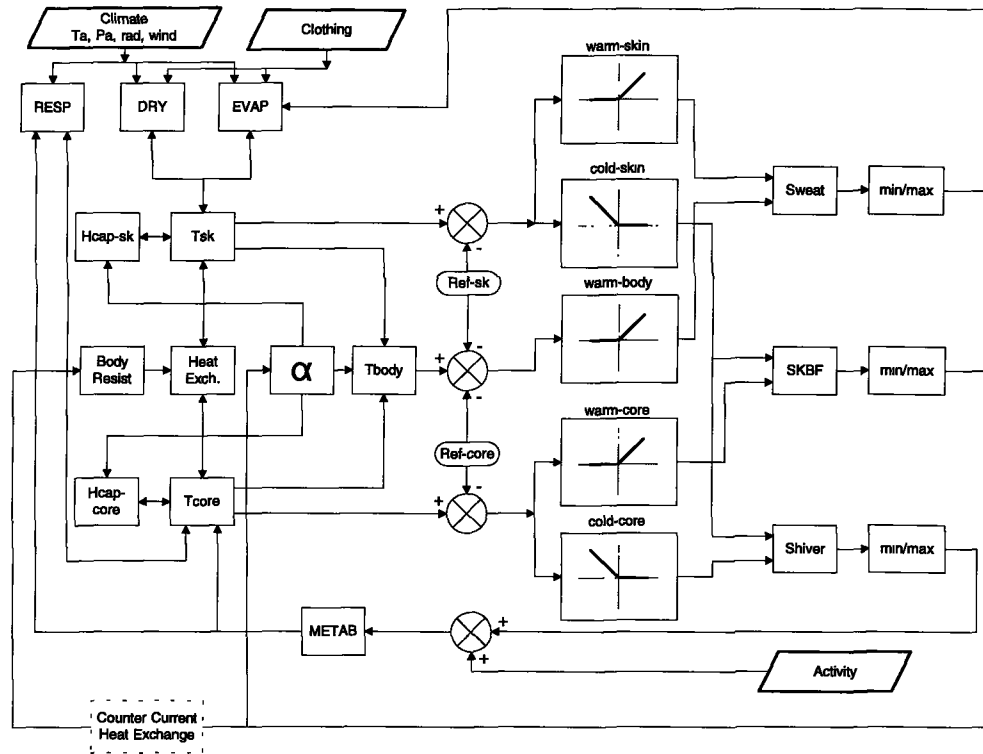 Climate
Ta, Pa, rad, wind
Clothing
warm-skin
RESP
DRY
EVAP
cold-skin
Sweat
min/max
+
Hcap-sk
Tsk
-
Ref-sk
warm-body
Body
Resist
Heat
Exch.
α
Tbody
+
-
-
SKBF
min/max
warm-core
Ref-core
Hcap-
core
Tcore
+
-
cold-core
Shiver
min/max
METAB
+
+
Activity
Counter Current
Heat Exchange